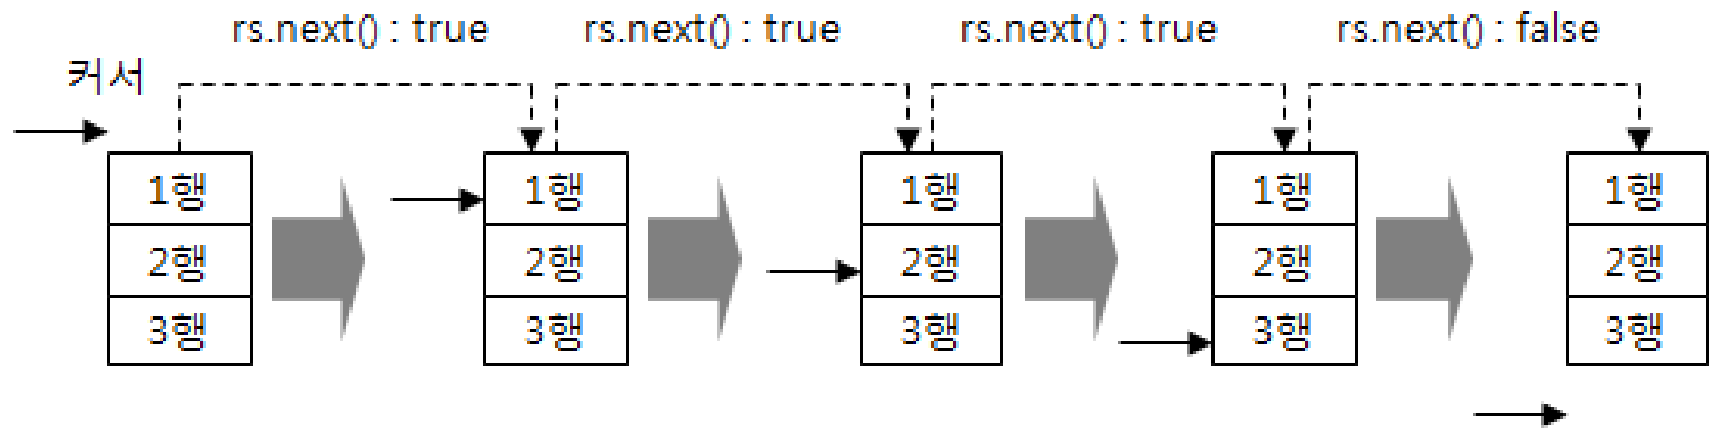 rs.next() : true
rs.next() : true
rs.next() : true
rs.next() : false
커서
1행
2행
3행
1행
2행
3행
1행
2행
3행
1행
2행
3행
1행
2행
3행